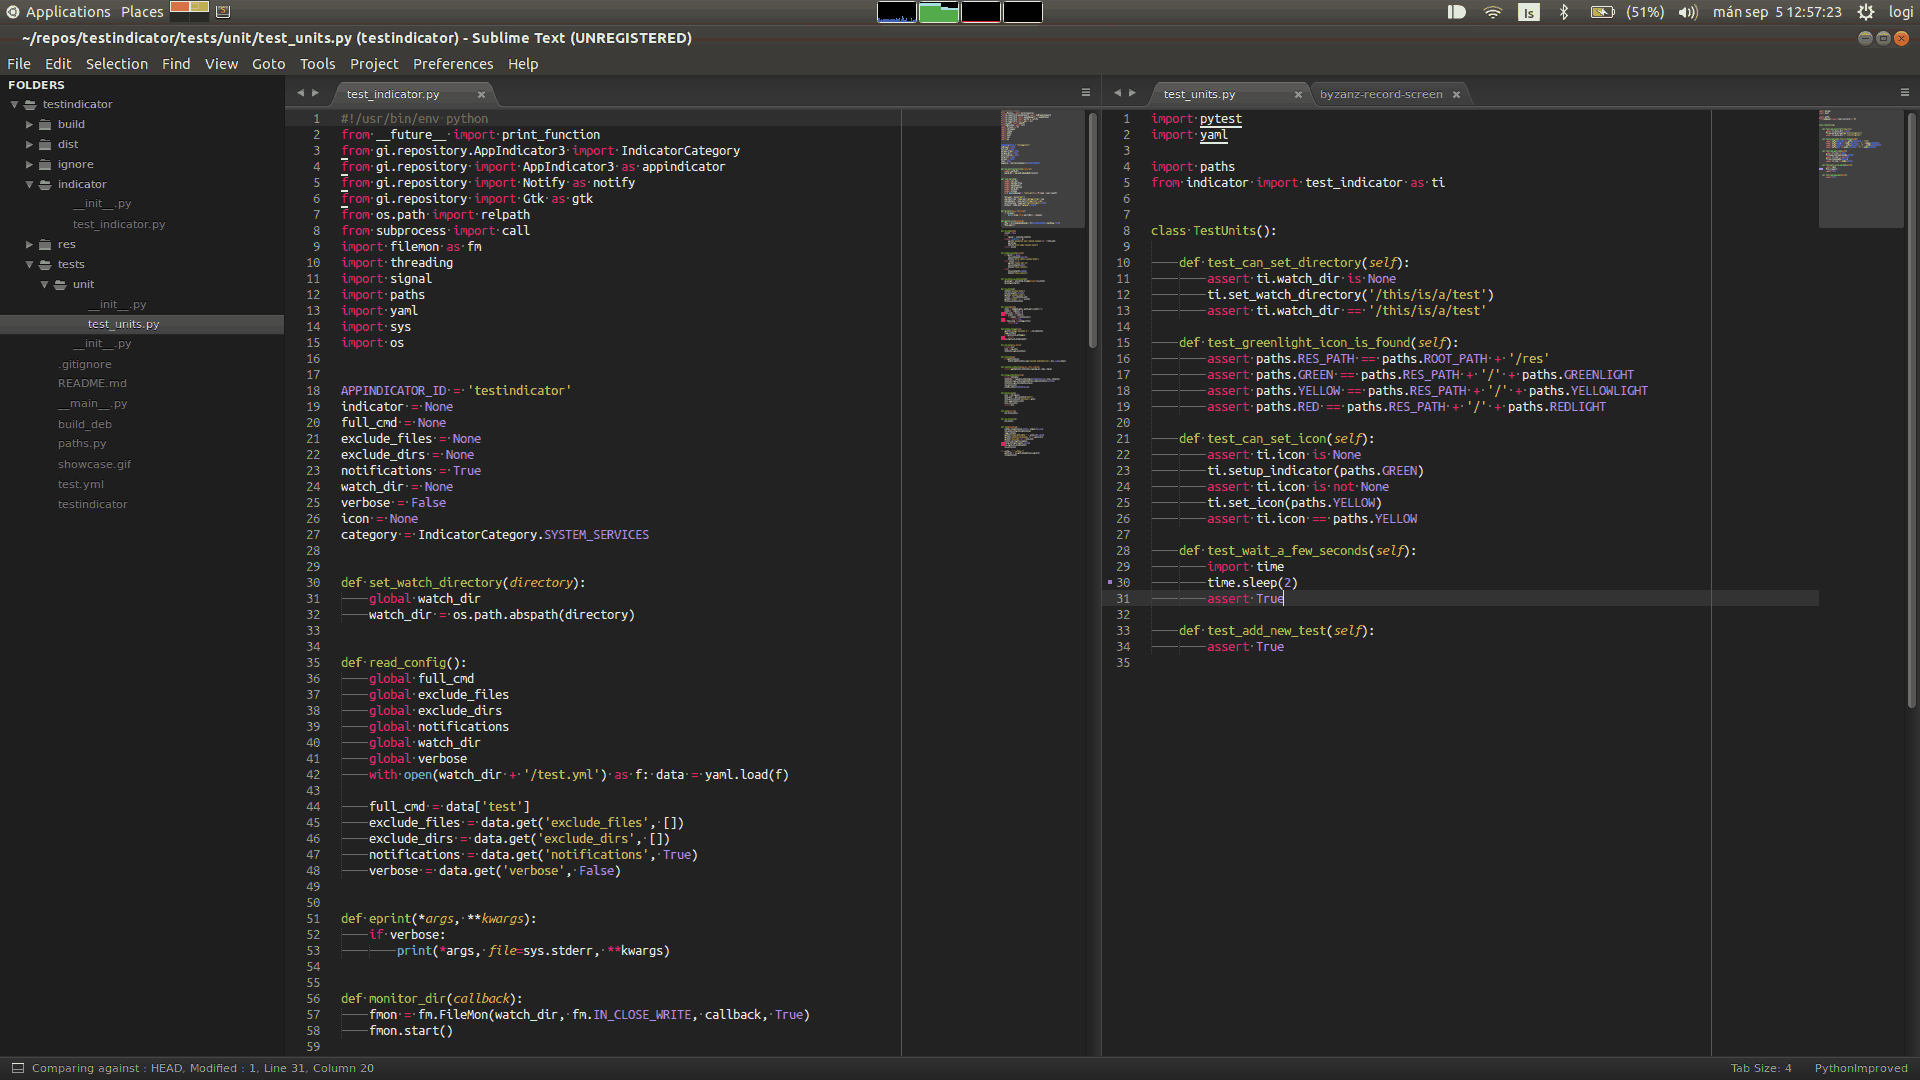 Applications Places
Is (51%) mán sep 5 12:57:23 logi
~/repos/testindicator/tests/unit/test_units.py (testindicator) - Sublime Text (UNREGISTERED)
File Edit Selection Find View Goto Tools Project Preferences Help
FOLDERS
testindicator
build
dist
ignore
indicator
__init__.py
test_indicator.py
res
tests
unit
__init__.py
test_units.py
__init__.py
.gitignore
README.md
__main__.py
build_deb
paths.py
showcase.gif
test.yml
testindicator
test_indicator.py
1 #!/usr/bin/env python
2 from __future__ import print_function
3 from gi.repository.AppIndicator3 import IndicatorCategory
4 from gi.repository import AppIndicator3 as appindicator
5 from gi.repository import Notify as notify
6 from gi.repository import Gtk as gtk
7 from os.path import relpath
8 from subprocess import call
9 import filemon as fm
10 import threading
11 import signal
12 import paths
13 import yaml
14 import sys
15 import os
16
17
18 APPINDICATOR_ID = 'testindicator'
19 indicator = None
20 full_cmd = None
21 exclude_files = None
22 exclude_dirs = None
23 notifications = True
24 watch_dir = None
25 verbose = False
26 icon = None
27 category = IndicatorCategory.SYSTEM_SERVICES
28
29
30 def set_watch_directory(directory):
31 global watch_dir
32 watch_dir = os.path.abspath(directory)
33
34
35 def read_config():
36 global full_cmd
37 global exclude_files
38 global exclude_dirs
39 global notifications
40 global watch_dir
41 global verbose
42 with open(watch_dir + '/test.yml') as f: data = yaml.load(f)
43
44 full_cmd = data['test']
45 exclude_files = data.get('exclude_files', [])
46 exclude_dirs = data.get('exclude_dirs', [])
47 notifications = data.get('notifications', True)
48 verbose = data.get('verbose', False)
49
50
51 def eprint(*args, **kwargs):
52 if verbose:
53 print(*args, file=sys.stderr, **kwargs)
54
55
56 def monitor_dir(callback):
57 fmon = fm.FileMon(watch_dir, fm.IN_CLOSE_WRITE, callback, True)
58 fmon.start()
59
test_units.py byzanz-record-screen
1 import pytest
2 import yaml
3
4 import paths
5 from indicator import test_indicator as ti
6
7
8 class TestUnits():
9
10 def test_can_set_directory(self):
11 assert ti.watch_dir is None
12 ti.set_watch_directory('/this/is/a/test')
13 assert ti.watch_dir == '/this/is/a/test'
14
15 def test_greenlight_icon_is_found(self):
16 assert paths.RES_PATH == paths.ROOT_PATH + '/res'
17 assert paths.GREEN == paths.RES_PATH + '/' + paths.GREENLIGHT
18 assert paths.YELLOW == paths.RES_PATH + '/' + paths.YELLOWLIGHT
19 assert paths.RED == paths.RES_PATH + '/' + paths.REDLIGHT
20
21 def test_can_set_icon(self):
22 assert ti.icon is None
23 ti.setup_indicator(paths.GREEN)
24 assert ti.icon is not None
25 ti.set_icon(paths.YELLOW)
26 assert ti.icon == paths.YELLOW
27
28 def test_wait_a_few_seconds(self):
29 import time
30 time.sleep(2)
31 assert True
32
33 def test_add_new_test(self):
34 assert True
35
Comparing against : HEAD, Modified : 1, Line 31, Column 20
Tab Size: 4 PythonImproved